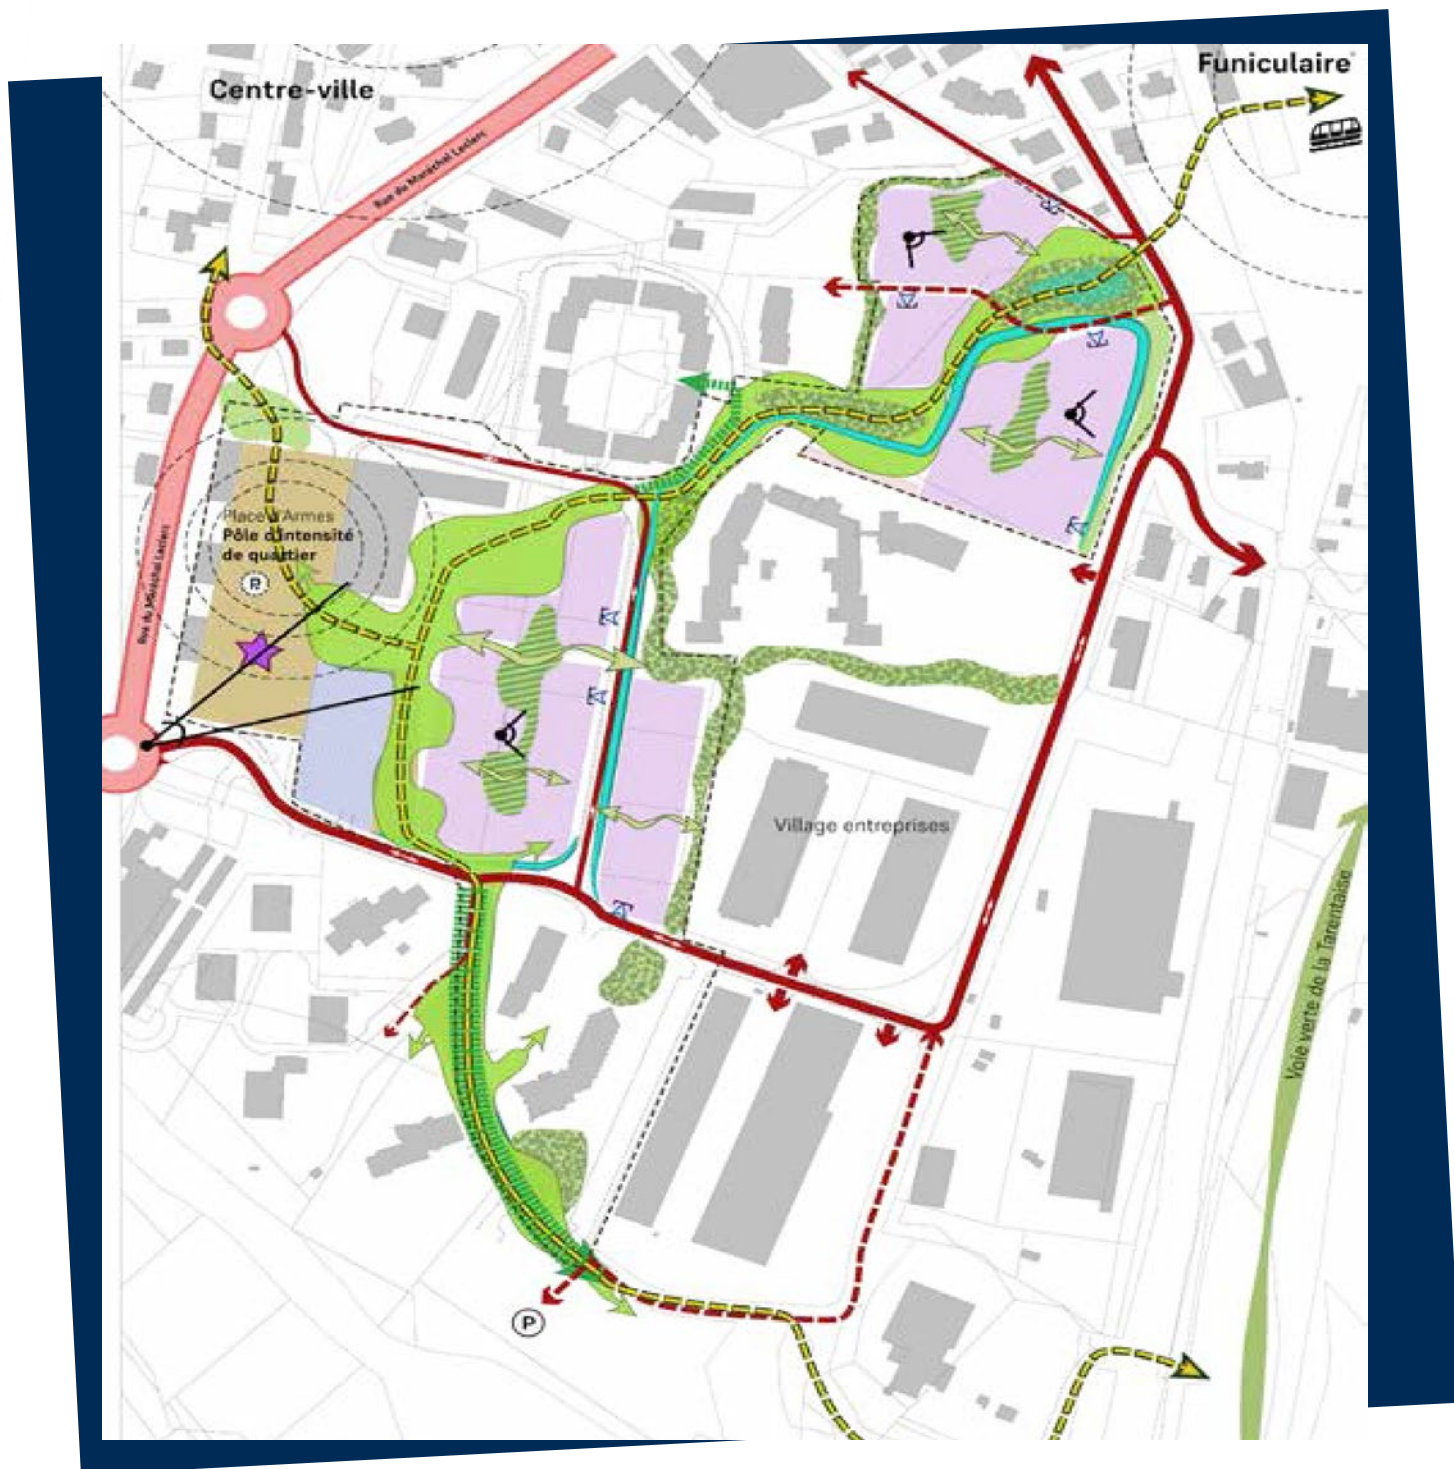 Funiculaire
Centre-ville
Rue du Maréchal Leclerc
Place d'Armes
Pôle d'intensité
de quartier
P
Rue du Maréchal Leclerc
Village entreprises
Voie verte de la Tarentaise
P